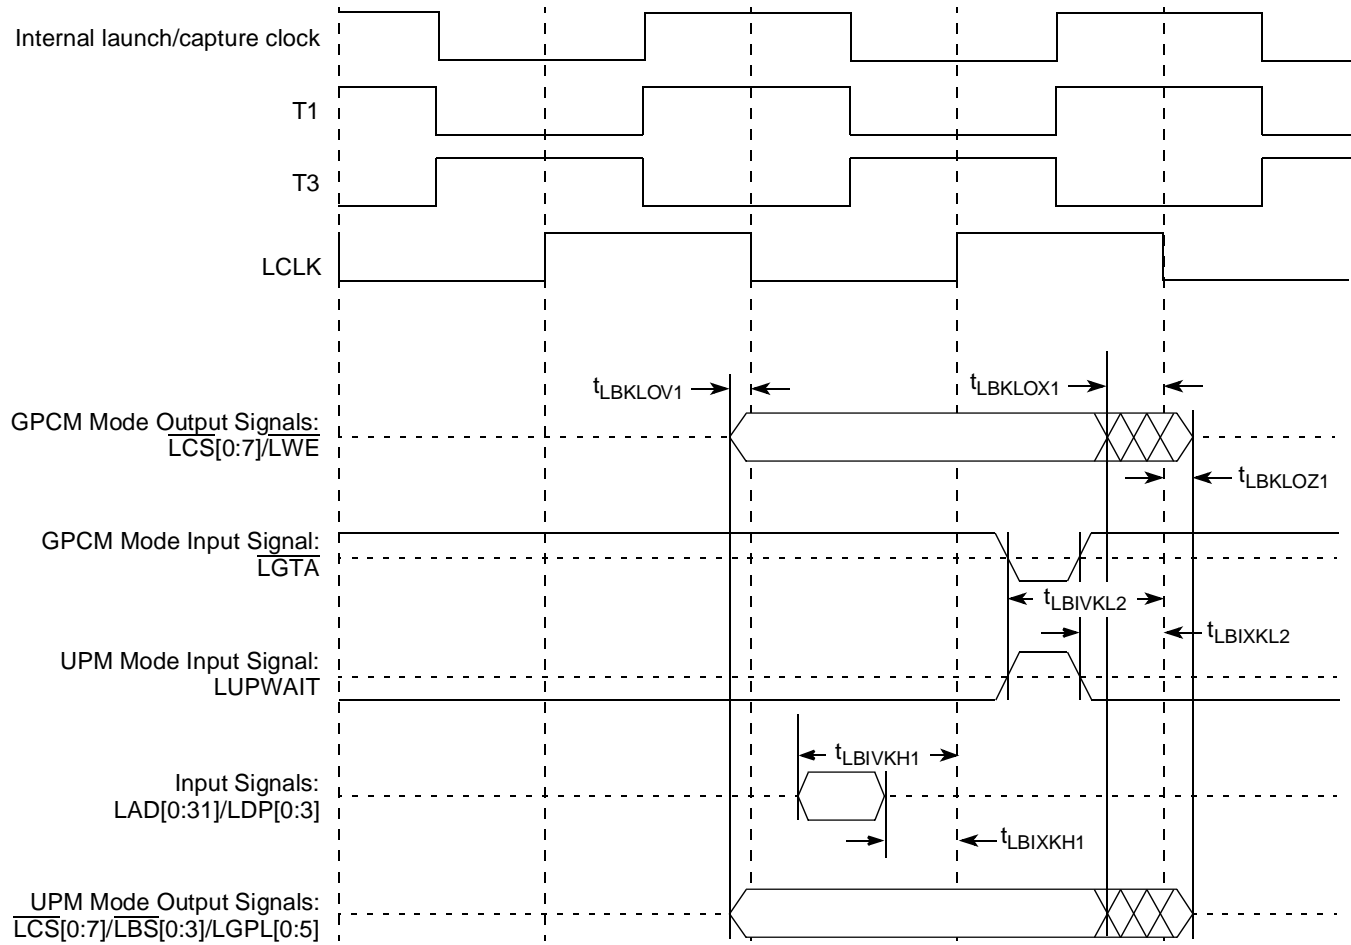 Internal launch/capture clock
T1
T3
LCLK
tLBKLOV1
tLBKLOX1
GPCM Mode Output Signals:
LCS[0:7]/LWE
tLBKLOZ1
GPCM Mode Input Signal:
LGTA
tLBIVKL2
tLBIXKL2
UPM Mode Input Signal:
LUPWAIT
tLBIVKH1
Input Signals:
LAD[0:31]/LDP[0:3]
tLBIXKH1
UPM Mode Output Signals:
LCS[0:7]/LBS[0:3]/LGPL[0:5]